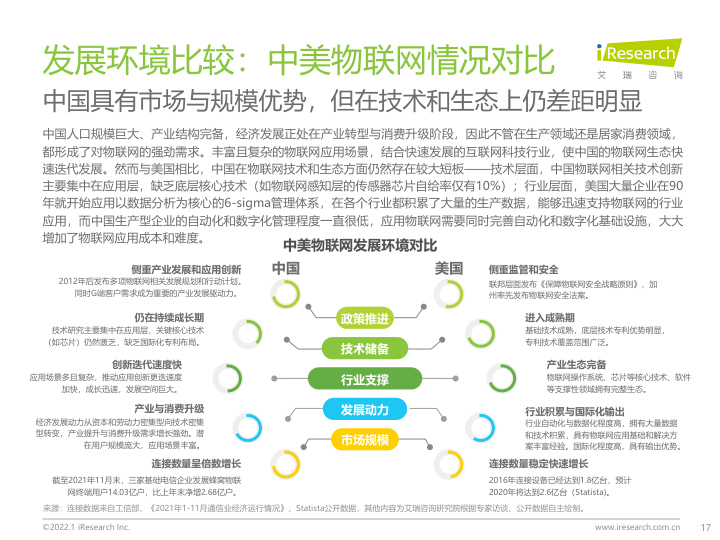 发展环境比较：中美物联网情况对比
iResearch
艾 瑞 咨 询
中国具有市场与规模优势，但在技术和生态上仍差距明显
中国人口规模巨大、产业结构完备，经济发展正处在产业转型与消费升级阶段，因此不管在生产领域还是居家消费领域，
都形成了对物联网的强劲需求。丰富且复杂的物联网应用场景，结合快速发展的互联网科技行业，使中国的物联网生态快
速迭代发展。然而与美国相比，中国在物联网技术和生态方面仍然存在较大短板——技术层面，中国物联网相关技术创新
主要集中在应用层，缺乏底层核心技术（如物联网感知层的传感器芯片自给率仅有10%）；行业层面，美国大量企业在90
年就开始应用以数据分析为核心的6-sigma管理体系，在各个行业都积累了大量的生产数据，能够迅速支持物联网的行业
应用，而中国生产型企业的自动化和数字化管理程度一直很低，应用物联网需要同时完善自动化和数字化基础设施，大大
增加了物联网应用成本和难度。
中美物联网发展环境对比
中国
美国
侧重产业发展和应用创新
2012年后发布多项物联网相关发展规划和行动计划。
同时G端客户需求成为重要的产业发展驱动力。
政策推进
侧重监管和安全
联邦层面发布《保障物联网安全战略原则》，加
州率先发布物联网安全法案。
仍在持续成长期
技术研究主要集中在应用层，关键核心技术
（如芯片）仍然匮乏，缺乏国际化专利布局。
技术储备
进入成熟期
基础技术成熟，底层技术专利优势明显，
专利技术覆盖范围广泛。
创新迭代速度快
应用场景多且复杂，推动应用创新更迭速度
加快，成长迅速，发展空间巨大。
行业支撑
产业生态完备
物联网操作系统、芯片等核心技术、软件
等支撑性领域拥有完整生态。
产业与消费升级
经济发展动力从资本和劳动力密集型向技术密集
型转变，产业提升与消费升级需求增长强劲。潜
在用户规模庞大，应用场景丰富。
发展动力
行业积累与国际化输出
行业自动化与数据化程度高，拥有大量数据
和技术积累，具有物联网应用基础和解决方
案丰富经验。国际化程度高，具有输出优势。
连接数量呈倍数增长
截至2021年11月末，三家基础电信企业发展蜂窝物联
网终端用户14.03亿户，比上年末净增2.68亿户。
市场规模
连接数量稳定快速增长
2016年连接设备已经达到1.8亿台，预计
2020年将达到2.6亿台（Statista)。
来源：连接数据来自工信部，《2021年1-11月通信业经济运行情况》，Statista公开数据，其他内容为艾瑞咨询研究院根据专家访谈，公开数据自主绘制。
©2022.1 iResearch Inc.
www.iresearch.com.cn
17